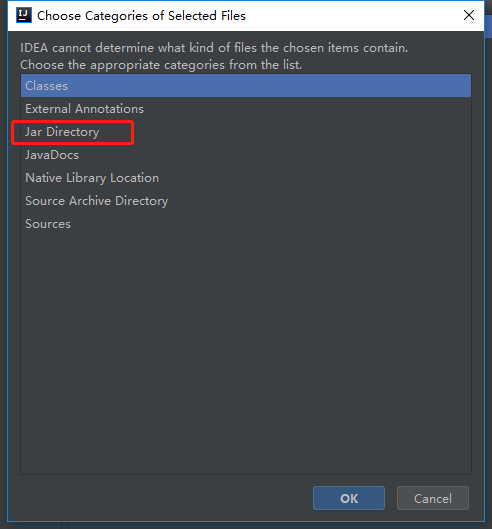 IJ
Choose Categories of Selected Files
IDEA cannot determine what kind of files the chosen items contain.
Choose the appropriate categories from the list.
Classes
External Annotations
Jar Directory
JavaDocs
Native Library Location
Source Archive Directory
Sources
OK
Cancel